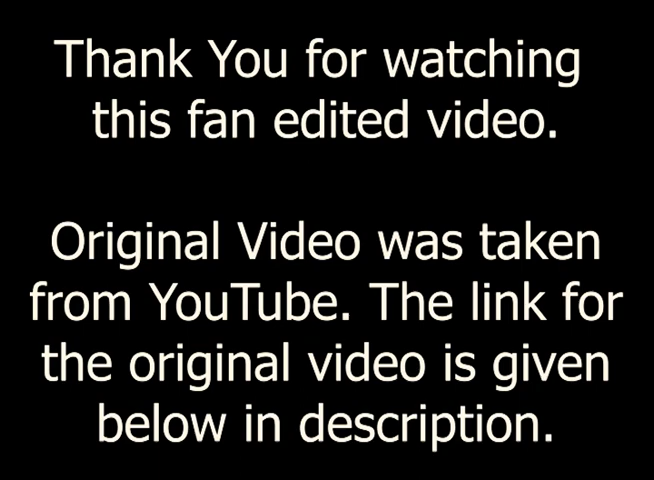 Thank You for watching
this fan edited video.
Original Video was taken
from YouTube. The link for
the original video is given
below in description.